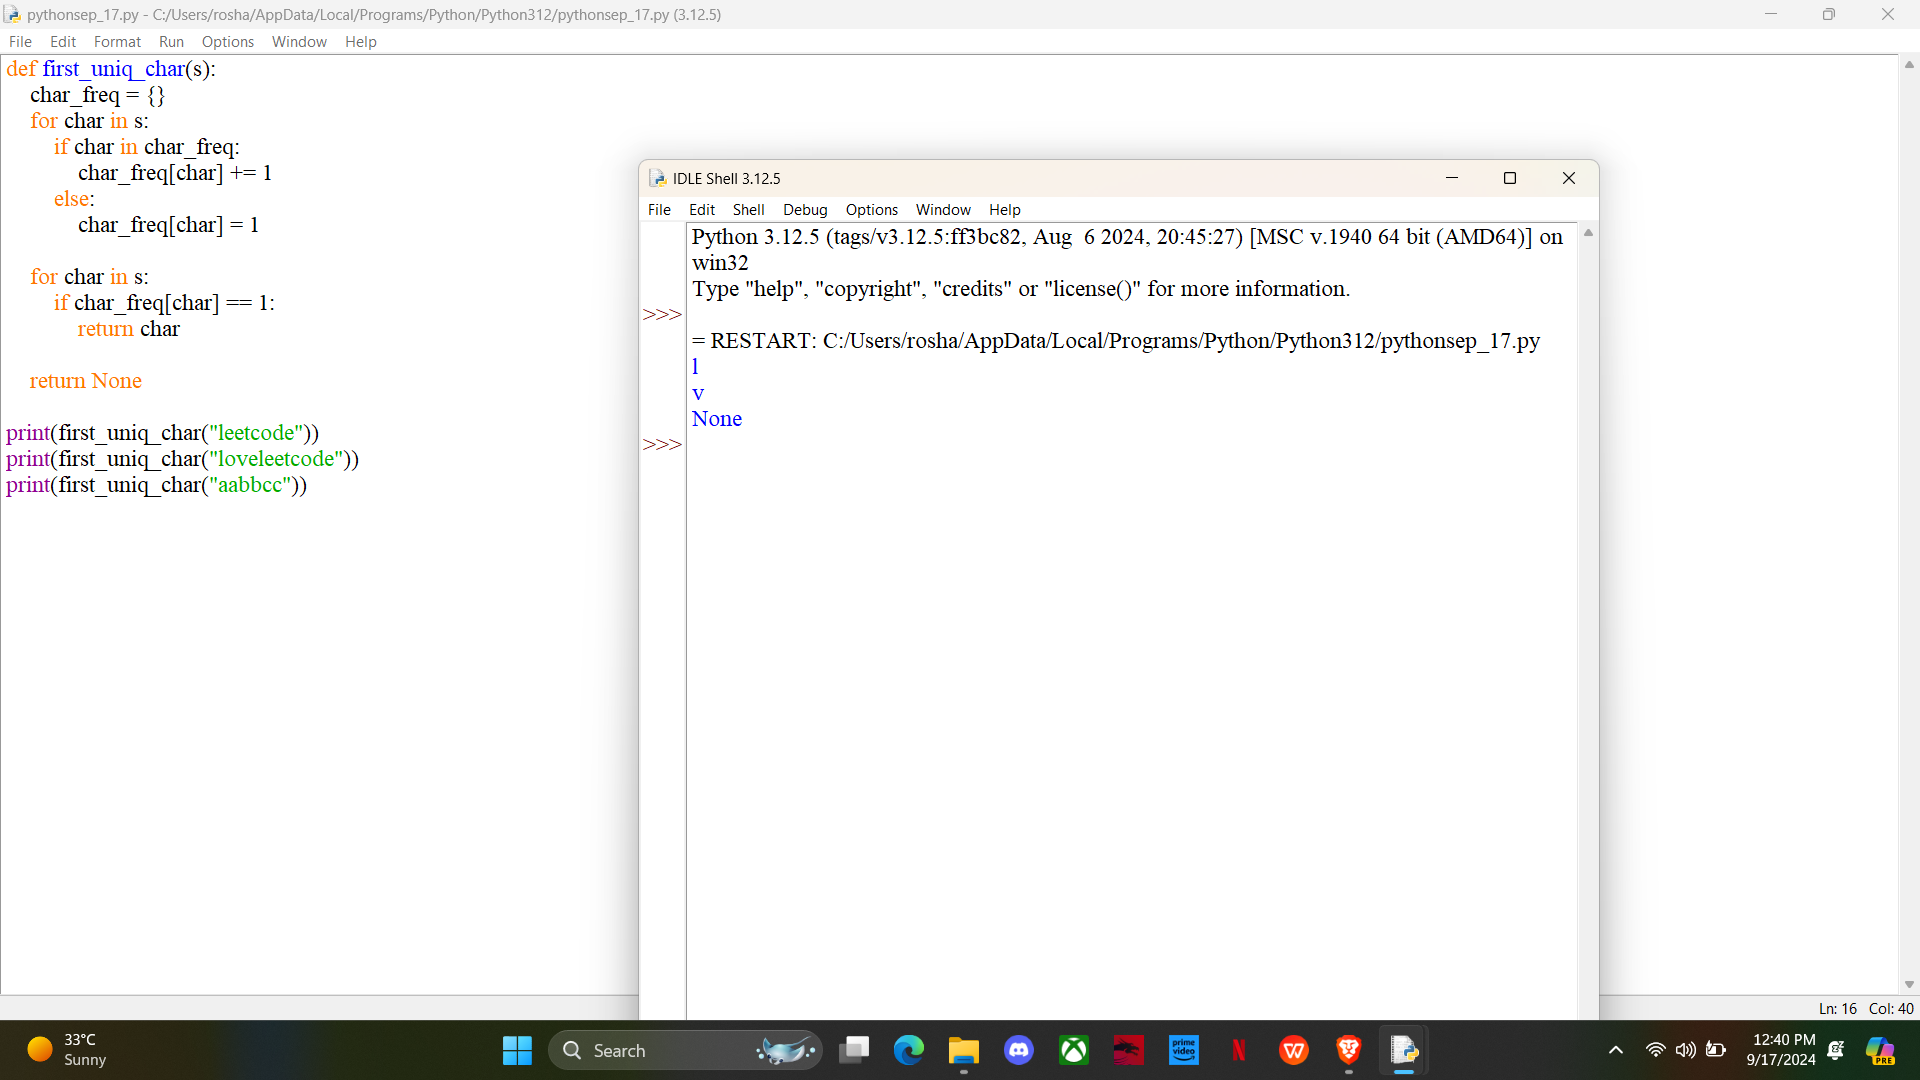 pythonsep_17.py - C:/Users/rosha/AppData/Local/Programs/Python/Python312/pythonsep_17.py (3.12.5)
File Edit Format Run Options Window Help
def first_uniq_char(s):
    char_freq = {}
    for char in s:
        if char in char_freq:
            char_freq[char] += 1
        else:
            char_freq[char] = 1

    for char in s:
        if char_freq[char] == 1:
            return char

    return None

print(first_uniq_char("leetcode"))
print(first_uniq_char("loveleetcode"))
print(first_uniq_char("aabbcc"))
IDLE Shell 3.12.5
File Edit Shell Debug Options Window Help
Python 3.12.5 (tags/v3.12.5:ff3bc82, Aug  6 2024, 20:45:27) [MSC v.1940 64 bit (AMD64)] on
win32
Type "help", "copyright", "credits" or "license()" for more information.
>>>
= RESTART: C:/Users/rosha/AppData/Local/Programs/Python/Python312/pythonsep_17.py
l
v
None
>>>
Ln: 16 Col: 40
33°C
Sunny
Search
prime video
N
W
12:40 PM
9/17/2024
PRE